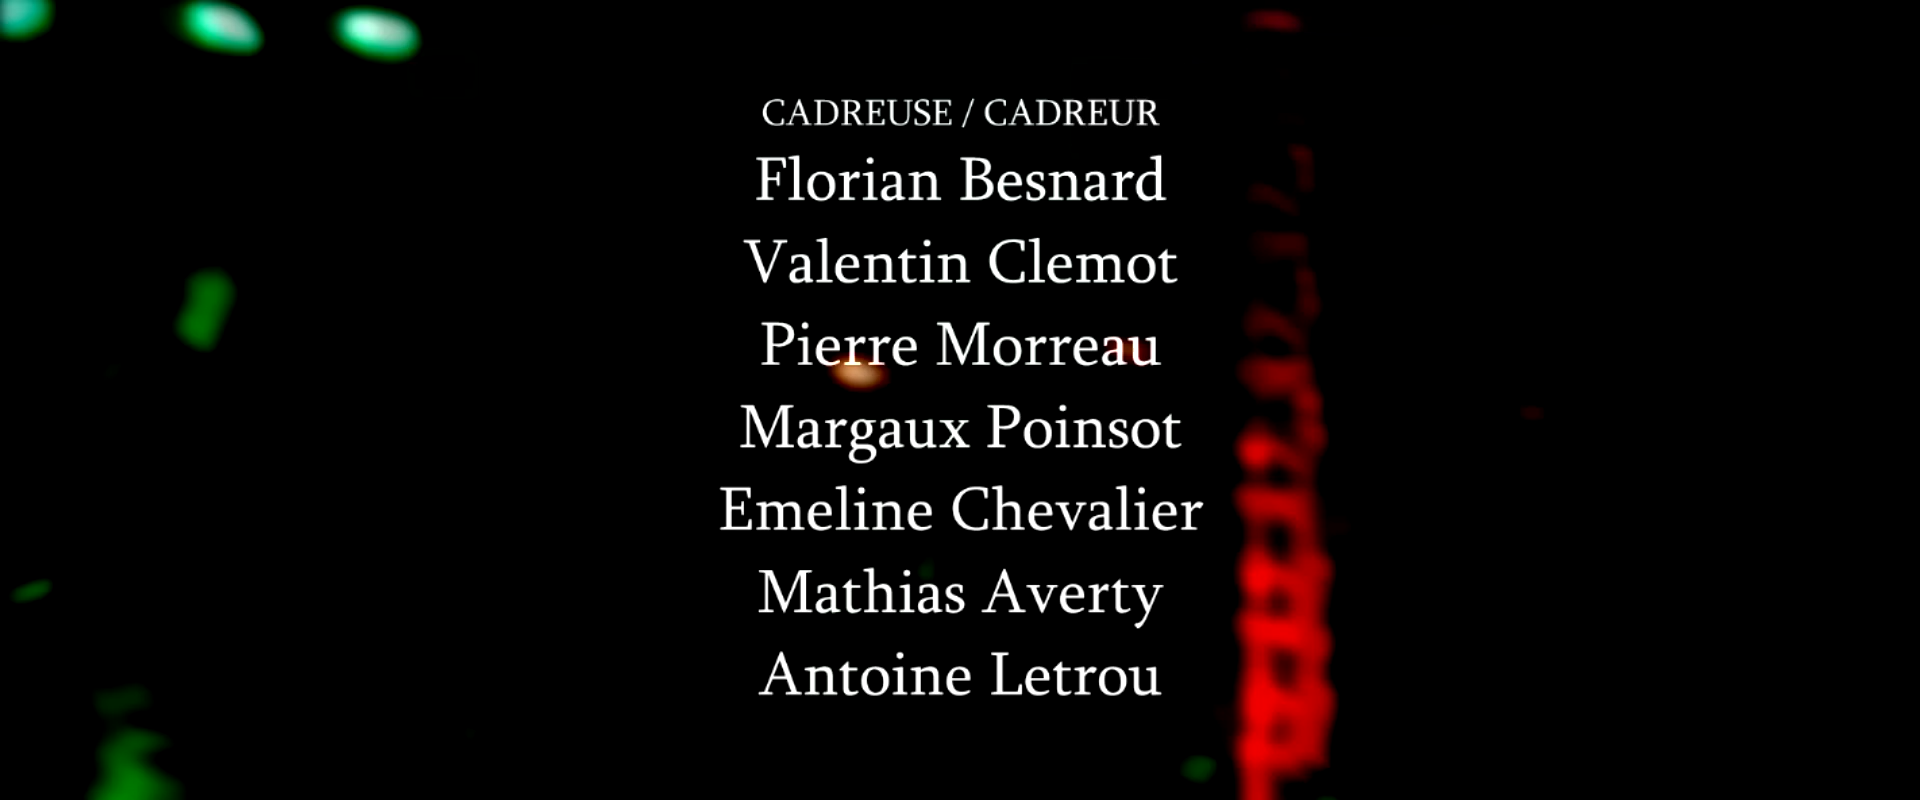 CADREUSE / CADREUR
Florian Besnard
Valentin Clemot
Pierre Morreau
Margaux Poinsot
Emeline Chevalier
Mathias Averty
Antoine Letrou